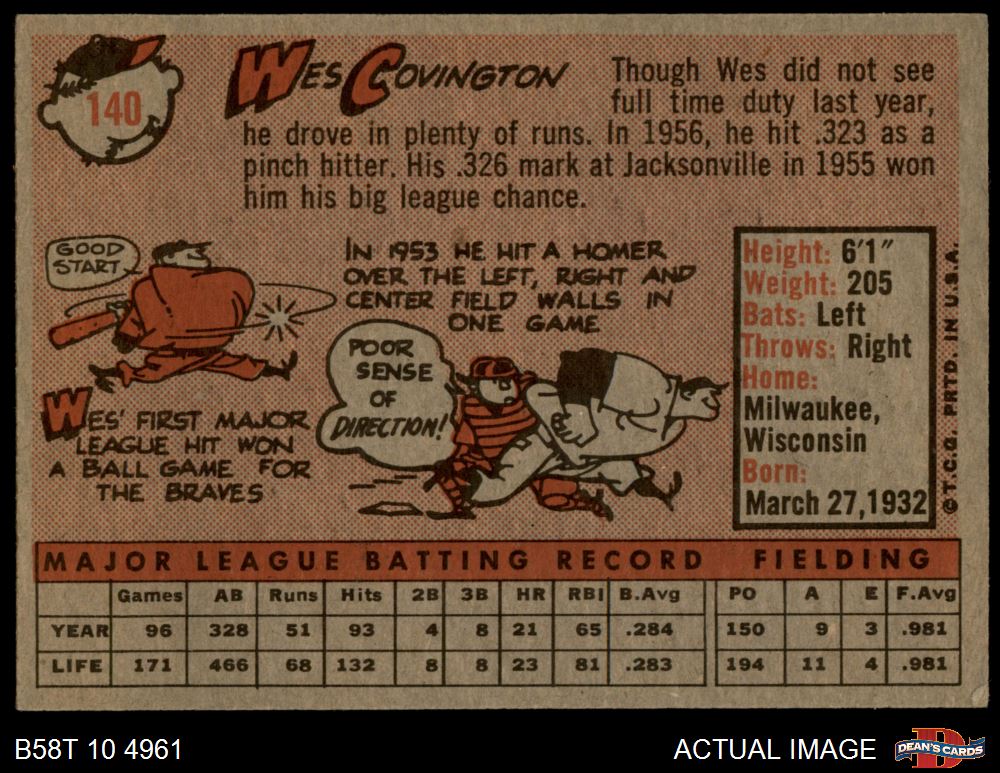 140
WES COVINGTON
Though Wes did not see
full time duty last year,
he drove in plenty of runs. In 1956, he hit .323 as a
pinch hitter. His .326 mark at Jacksonville in 1955 won
him his big league chance.
GOOD
START
WES' FIRST MAJOR
LEAGUE HIT WON
A BALL GAME FOR
THE BRAVES
IN 1953 HE HIT A HOMER
OVER THE LEFT, RIGHT AND
CENTER FIELD WALLS IN
ONE GAME
POOR
SENSE
OF
DIRECTION!
Height: 6'1"
Weight: 205
Bats: Left
Throws: Right
Home:
Milwaukee,
Wisconsin
Born:
March 27,1932
©T.C.G. PRTD. IN U.S.A.
MAJOR LEAGUE BATTING RECORD FIELDING
Games AB Runs Hits 2B 3B HR RBI B.Avg PO A E F.Avg
YEAR 96 328 51 93 4 8 21 65 .284 150 9 3 .981
LIFE 171 466 68 132 8 8 23 81 .283 194 11 4 .981
B58T 10 4961
ACTUAL IMAGE
D
DEAN'S CARDS